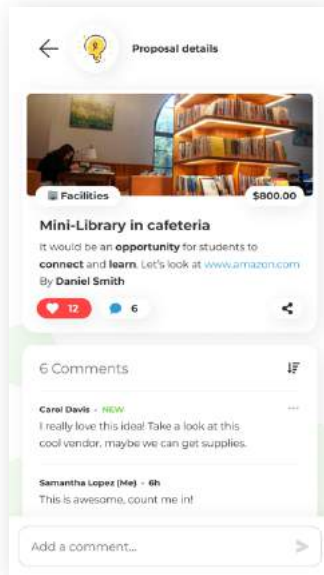 Proposal details
Facilities
$800.00
Mini-Library in cafeteria
It would be an opportunity for students to
connect and learn. Let's look at www.amazon.com
By Daniel Smith
12
6
6 Comments
Carol Davis - NEW
I really love this idea! Take a look at this
cool vendor, maybe we can get supplies.
Samantha Lopez (Me) - 6h
This is awesome, count me in!
Add a comment...